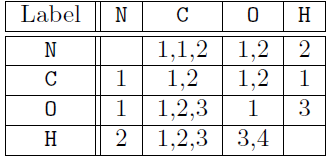 Label N C O H
N 1,1,2 1,2 2
C 1 1,2 1,2 1
O 1 1,2,3 1 3
H 2 1,2,3 3,4